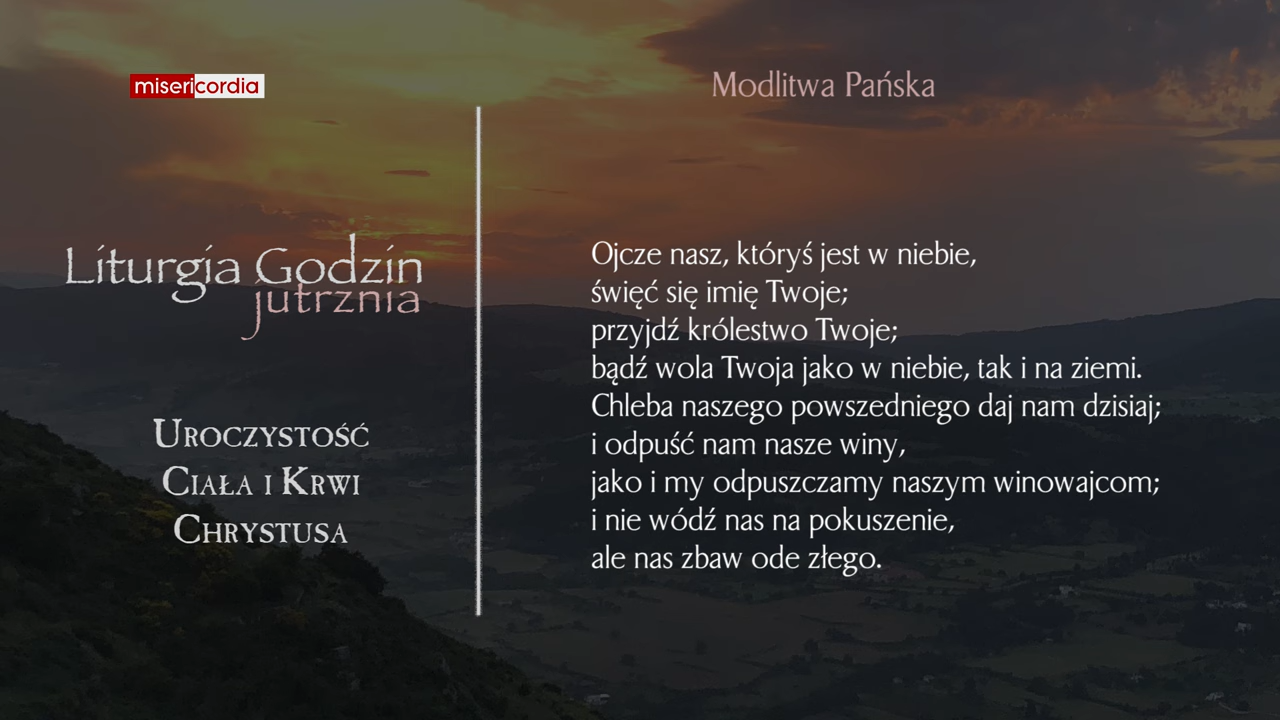 misericordia
Liturgia Godzin
jutrznia
Uroczystość
Ciała i Krwi
Chrystusa
Modlitwa Pańska
Ojcze nasz, któryś jest w niebie,
święć się imię Twoje;
przyjdź królestwo Twoje;
bądź wola Twoja jako w niebie, tak i na ziemi.
Chleba naszego powszedniego daj nam dzisiaj;
i odpuść nam nasze winy,
jako i my odpuszczamy naszym winowajcom;
i nie wódź nas na pokuszenie,
ale nas zbaw ode złego.